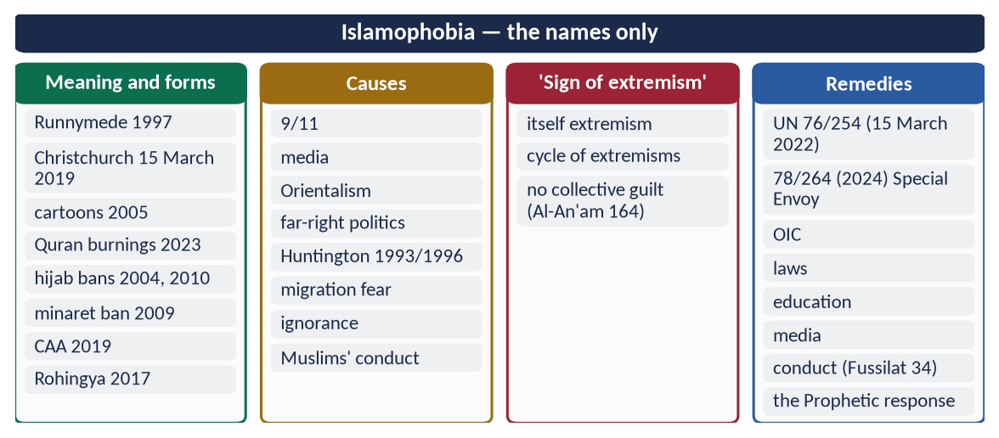 Islamophobia — the names only
Meaning and forms
Runnymede 1997
Christchurch 15 March
2019
cartoons 2005
Quran burnings 2023
hijab bans 2004, 2010
minaret ban 2009
CAA 2019
Rohingya 2017
Causes
9/11
media
Orientalism
far-right politics
Huntington 1993/1996
migration fear
ignorance
Muslims' conduct
'Sign of extremism'
itself extremism
cycle of extremisms
no collective guilt
(Al-An'am 164)
Remedies
UN 76/254 (15 March
2022)
78/264 (2024) Special
Envoy
OIC
laws
education
media
conduct (Fussilat 34)
the Prophetic response